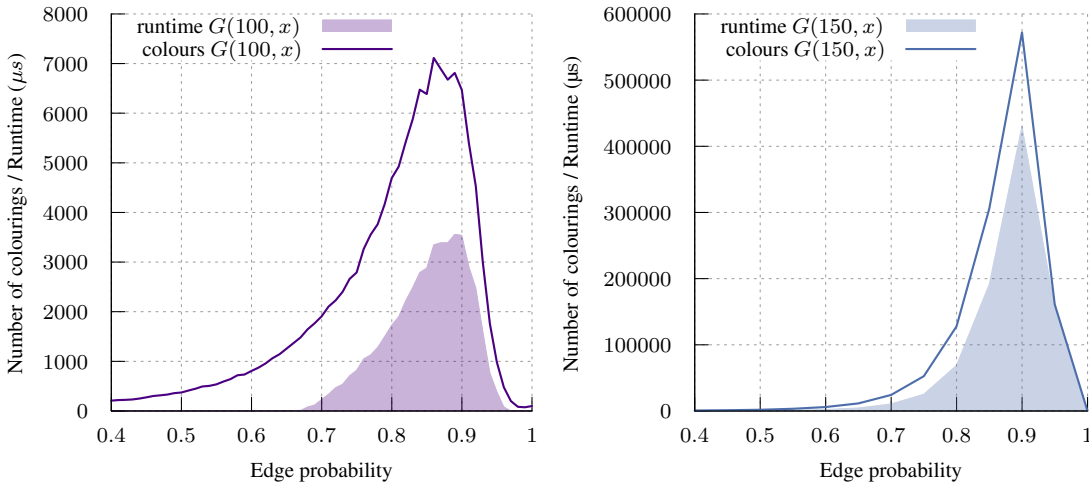 8000
7000
6000
5000
4000
3000
2000
1000
0
Number of colourings / Runtime (μs)
runtime G(100, x)
colours G(100, x)
0.4 0.5 0.6 0.7 0.8 0.9 1
Edge probability
600000
500000
400000
300000
200000
100000
0
Number of colourings / Runtime (µs)
runtime G(150, x)
colours G(150, x)
0.4 0.5 0.6 0.7 0.8 0.9 1
Edge probability